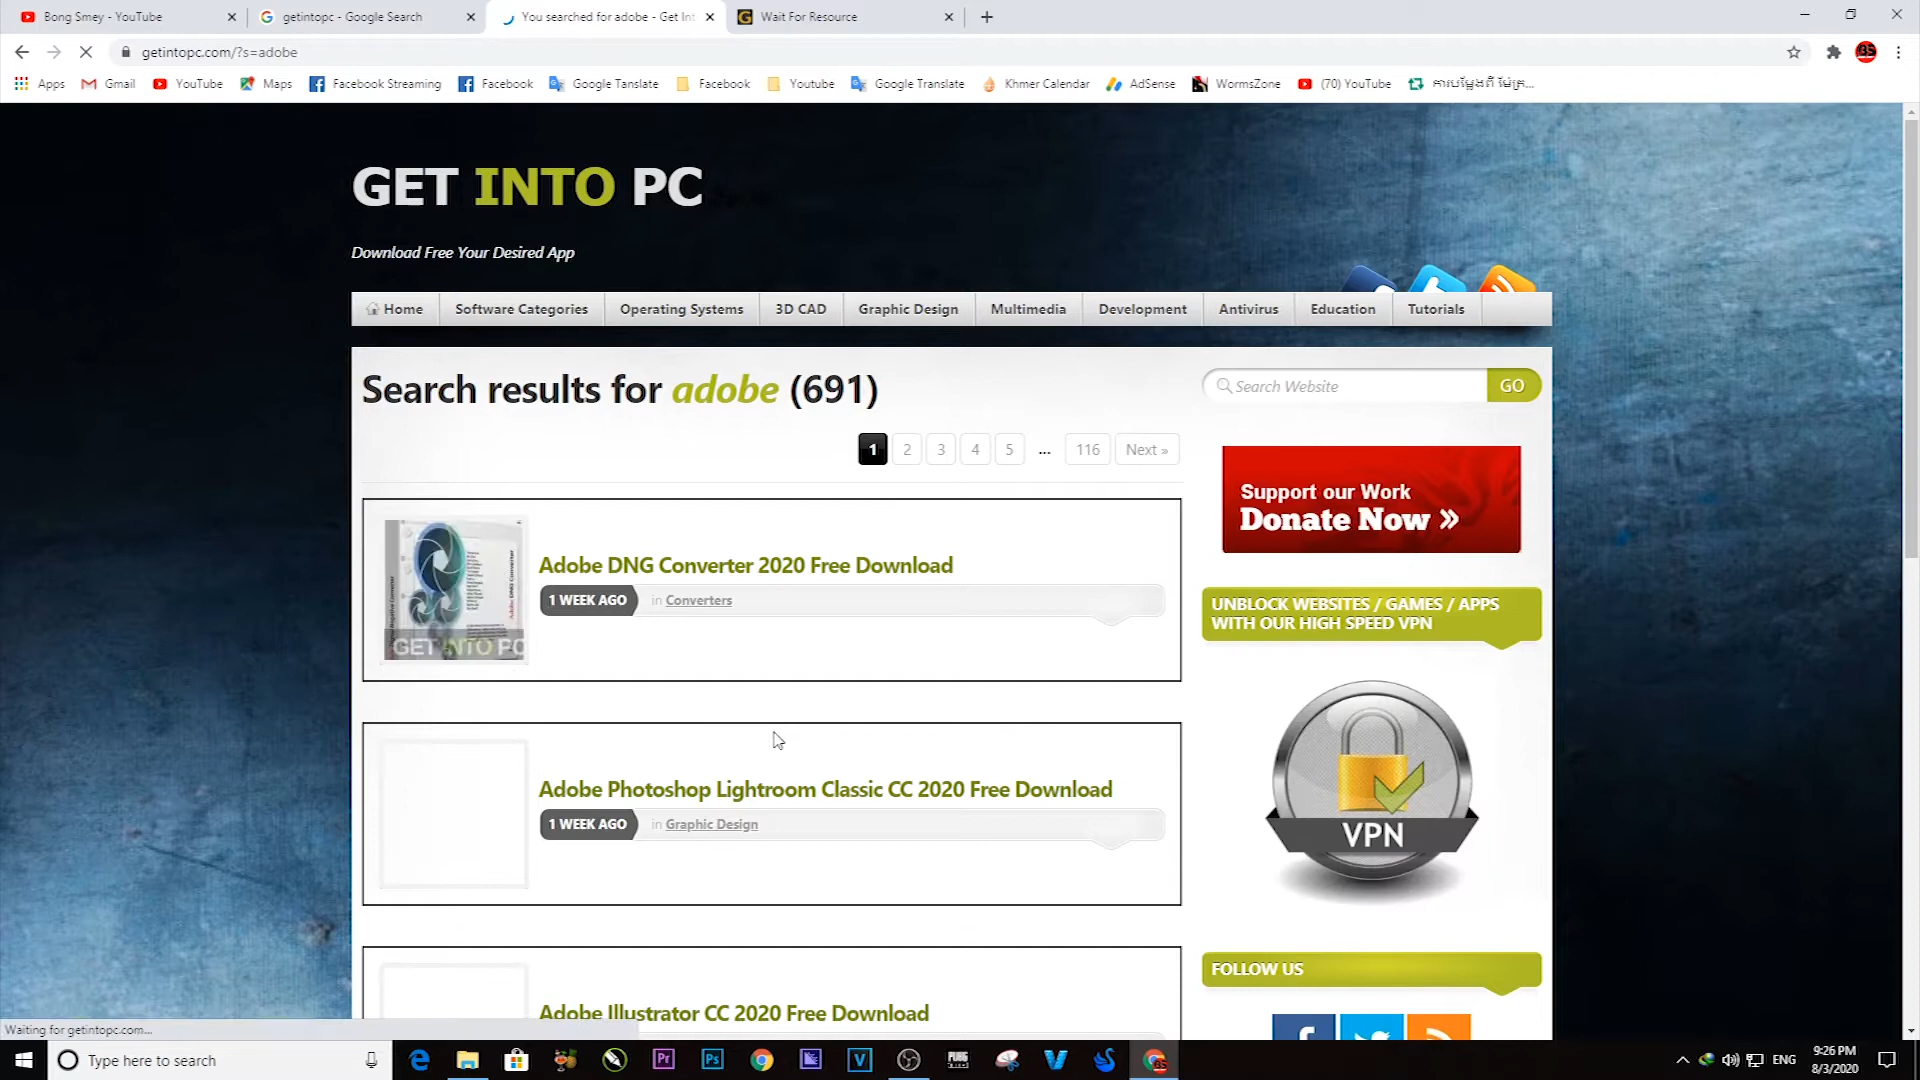 Bong Smey - YouTube
getintopc - Google Search
You searched for adobe - Get Int
Wait For Resource
getintopc.com/?s=adobe
Apps
Gmail
YouTube
Maps
Facebook Streaming
Facebook
Google Tanslate
Facebook
Youtube
Google Translate
Khmer Calendar
AdSense
WormsZone
(70) YouTube
GET INTO PC
Download Free Your Desired App
Home
Software Categories
Operating Systems
3D CAD
Graphic Design
Multimedia
Development
Antivirus
Education
Tutorials
Search results for adobe (691)
Search Website
GO
1 2 3 4 5 ... 116 Next »
Support our Work
Donate Now »
Adobe DNG Converter 2020 Free Download
1 WEEK AGO
in Converters
GET INTO PC
UNBLOCK WEBSITES / GAMES / APPS
WITH OUR HIGH SPEED VPN
VPN
Adobe Photoshop Lightroom Classic CC 2020 Free Download
1 WEEK AGO
in Graphic Design
FOLLOW US
Adobe Illustrator CC 2020 Free Download
Waiting for getintopc.com...
Type here to search
ENG
9:26 PM
8/3/2020